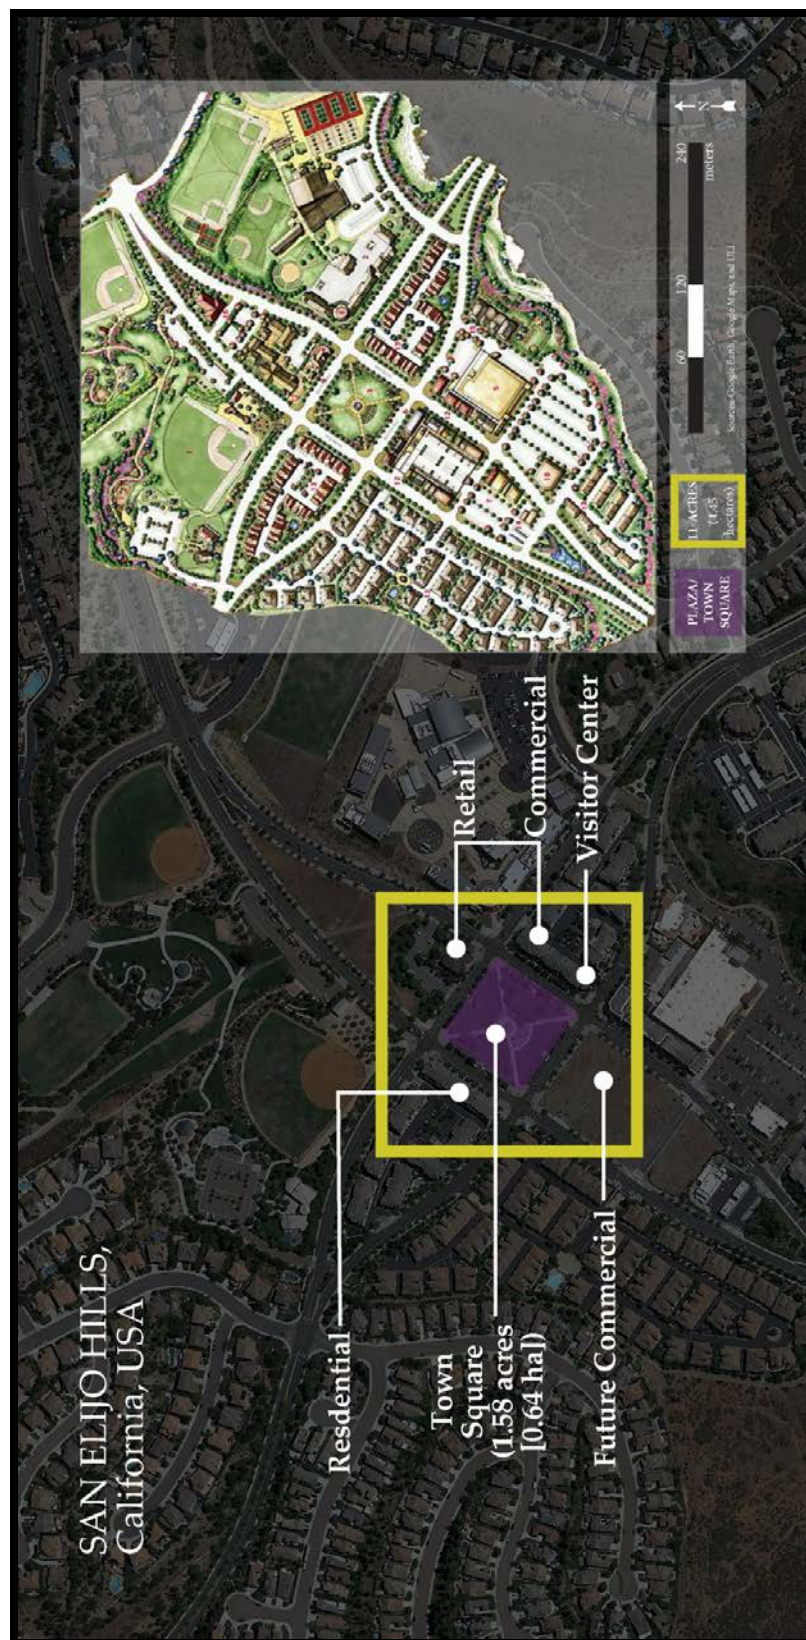 SAN ELIJO HILLS,
California, USA
Resdential
Town
Square
(1.58 acres
[0.64 ha])
Future Commercial
Retail
Commercial
Visitor Center
PLAZA/
TOWN
SQUARE
11 ACRES
(4.45
hectares)
60
120
240
meters
N
Sources: Google Earth, Google Maps, and ULI